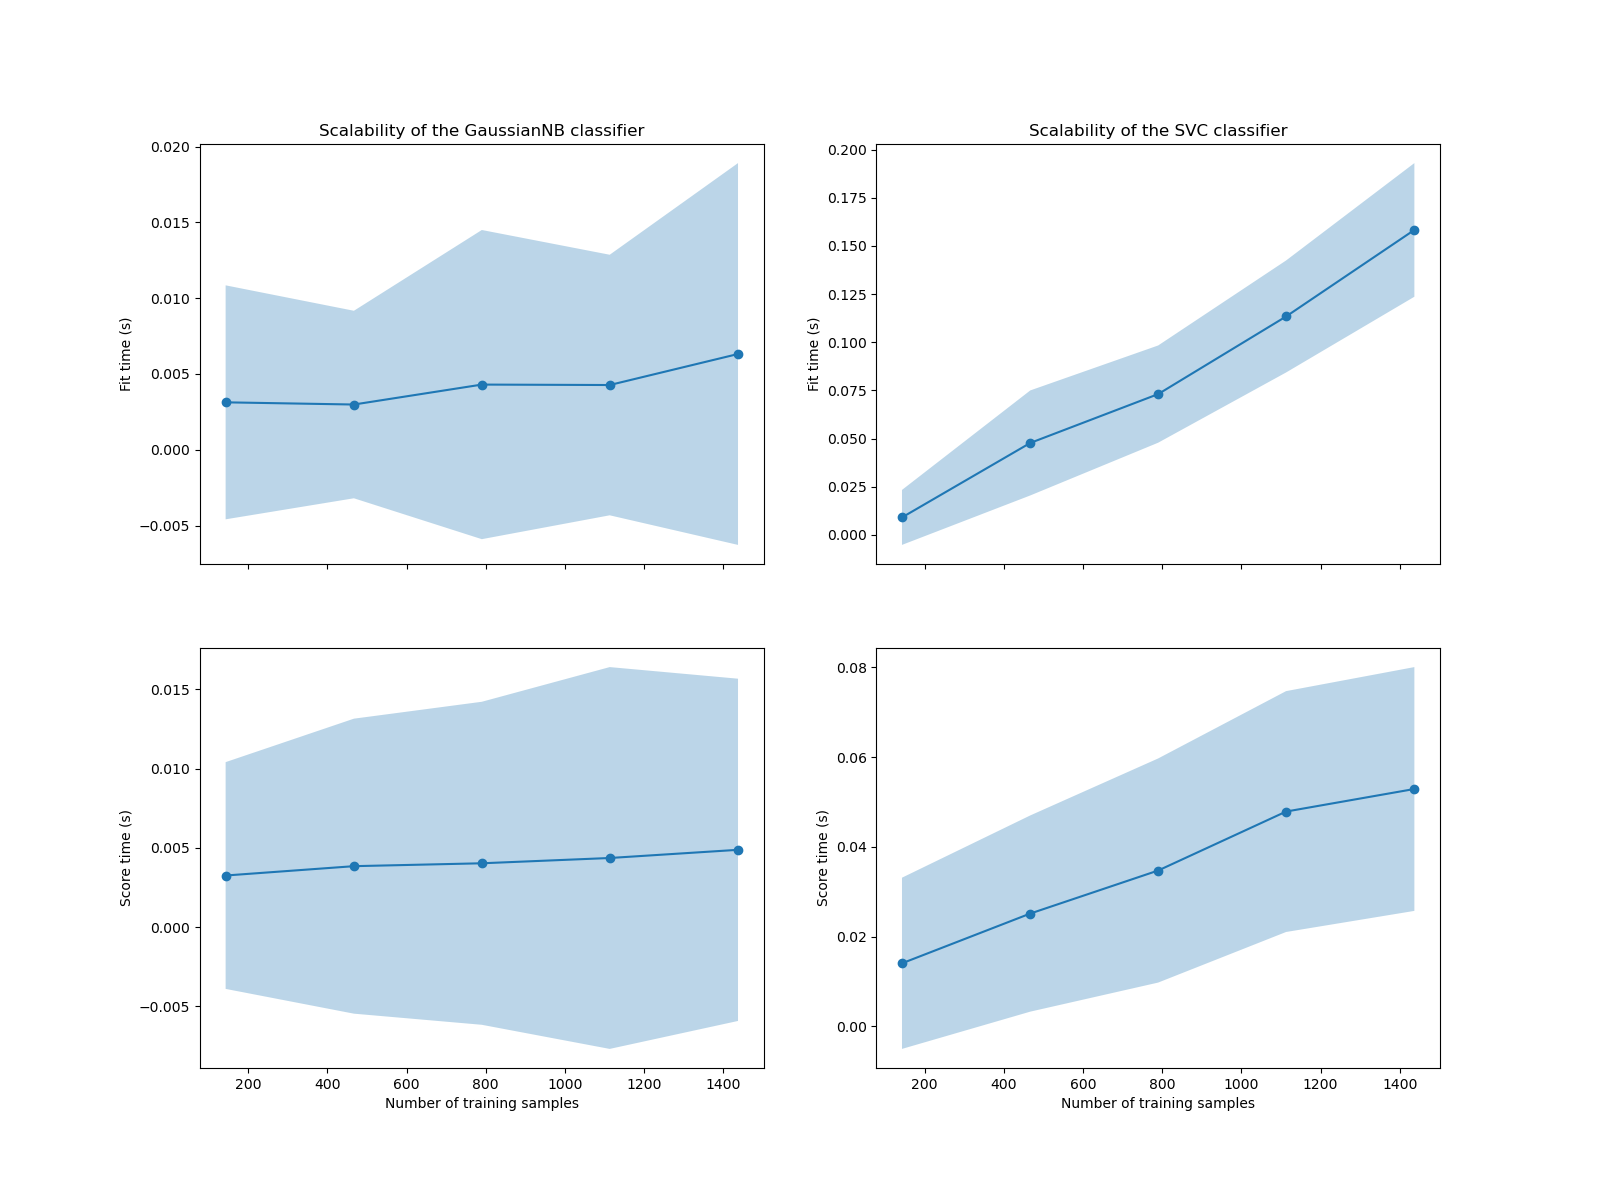 Scalability of the GaussianNB classifier
0.020
0.015
0.010
0.005
0.000
−0.005
Fit time (s)
Scalability of the SVC classifier
0.200
0.175
0.150
0.125
0.100
0.075
0.050
0.025
0.000
Fit time (s)
0.015
0.010
0.005
0.000
−0.005
Score time (s)
200 400 600 800 1000 1200 1400
Number of training samples
0.08
0.06
0.04
0.02
0.00
Score time (s)
200 400 600 800 1000 1200 1400
Number of training samples